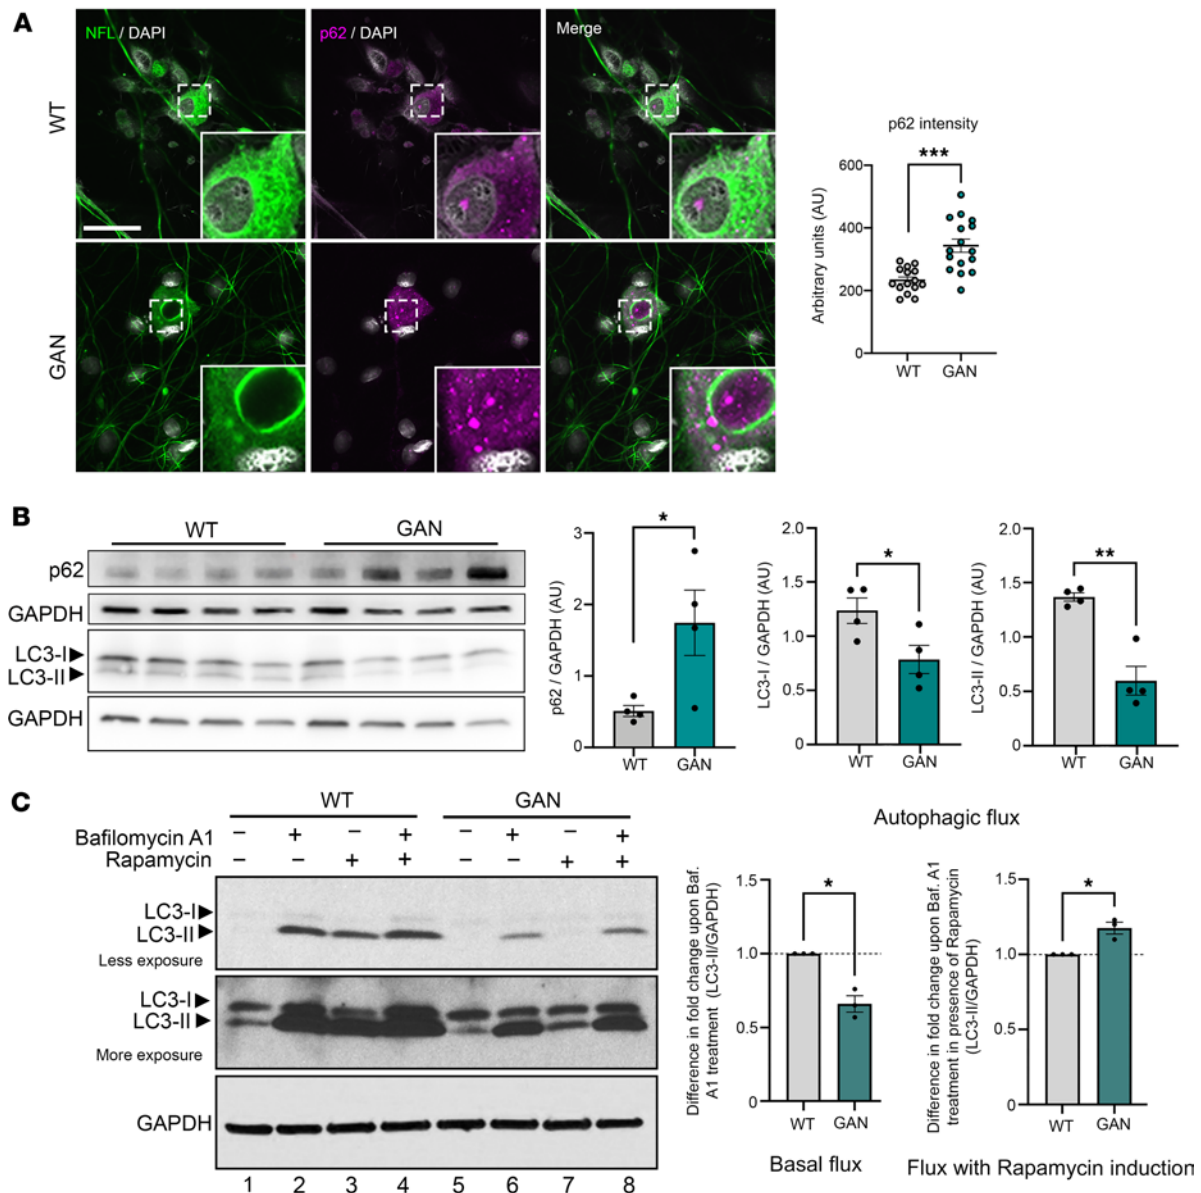 A
NFL / DAPI
p62 / DAPI
Merge
WT
GAN
p62 intensity
***
Arbitrary units (AU)
600
400
200
0
WT
GAN
B
WT
GAN
p62
GAPDH
LC3-I
LC3-II
GAPDH
p62 / GAPDH (AU)
3
2
1
0
*
WT
GAN
LC3-I / GAPDH (AU)
2.0
1.5
1.0
0.5
0
*
WT
GAN
LC3-II / GAPDH (AU)
2.0
1.5
1.0
0.5
0
**
WT
GAN
C
WT
GAN
Bafilomycin A1 − + − + − + − +
Rapamycin − − + + − − + +
LC3-I
LC3-II
Less exposure
LC3-I
LC3-II
More exposure
GAPDH
1 2 3 4 5 6 7 8
Autophagic flux
Difference in fold change upon Baf.
A1 treatment (LC3-II/GAPDH)
1.5
1.0
0.5
0
*
WT
GAN
Basal flux
Difference in fold change upon Baf. A1
treatment in presence of Rapamycin
(LC3-II/GAPDH)
1.5
1.0
0.5
0
*
WT
GAN
Flux with Rapamycin induction